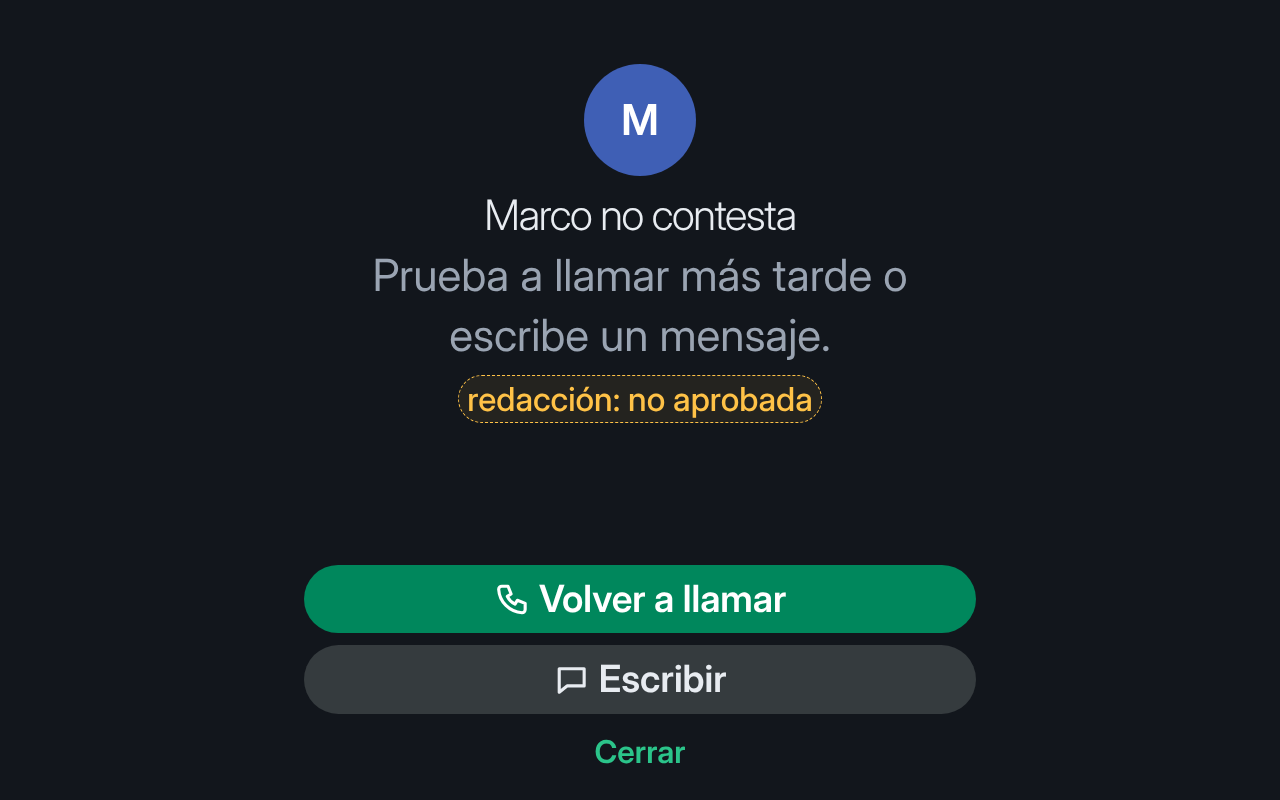 M
Marco no contesta
Prueba a llamar más tarde o
escribe un mensaje.
redacción: no aprobada
Volver a llamar
Escribir
Cerrar